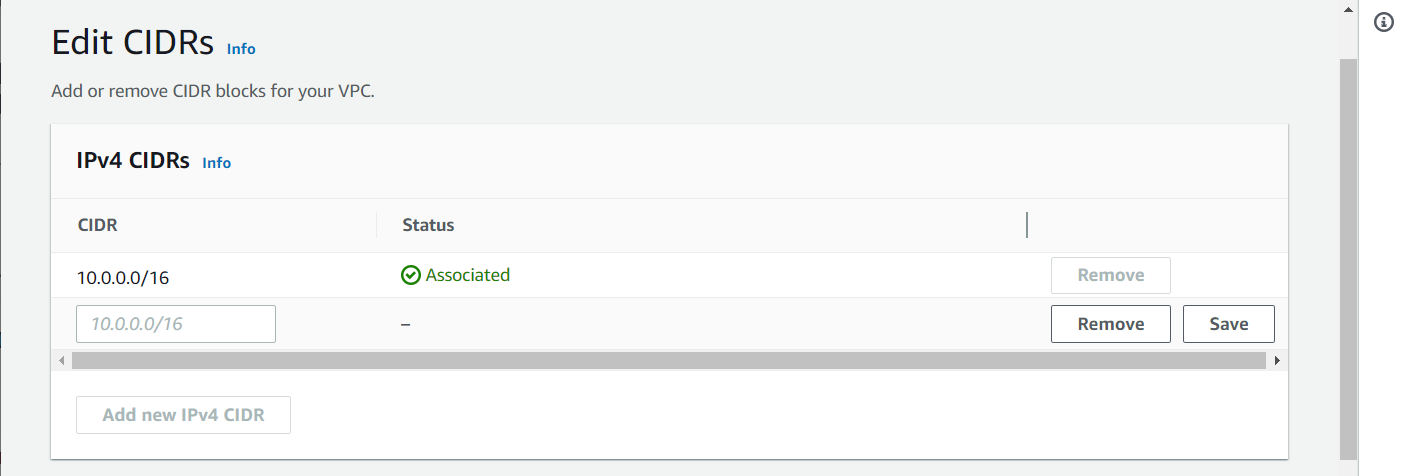 Edit CIDRs Info
Add or remove CIDR blocks for your VPC.
IPv4 CIDRs Info
CIDR Status
10.0.0.0/16 Associated Remove
10.0.0.0/16 – Remove Save
Add new IPv4 CIDR